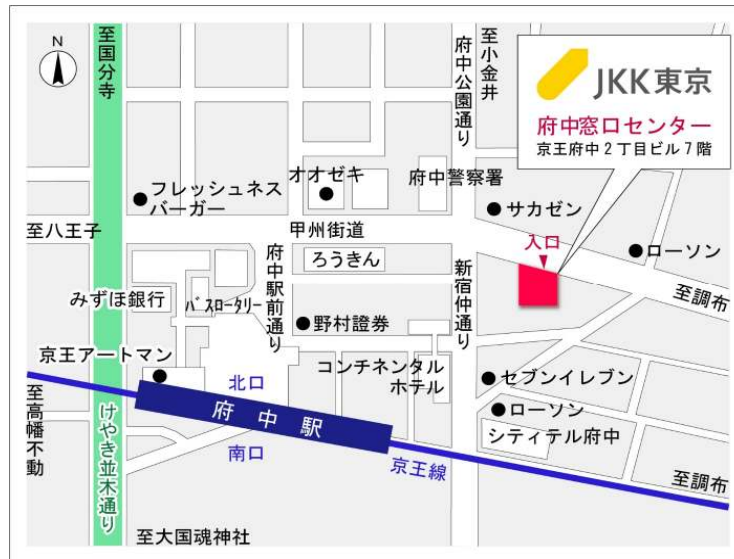 N
至国分寺
府中公園通り
至小金井
JKK東京
府中窓口センター
京王府中2丁目ビル7階
フレッシュネス
バーガー
オオゼキ
府中警察署
サカゼン
至八王子
甲州街道
入口
ローソン
ろうきん
府中駅前通り
新宿仲通り
至調布
みずほ銀行
バスロータリー
野村證券
京王アートマン
コンチネンタル
ホテル
セブンイレブン
北口
府中駅
ローソン
シティテル府中
至高幡不動
けやき並木通り
南口
京王線
至調布
至大国魂神社